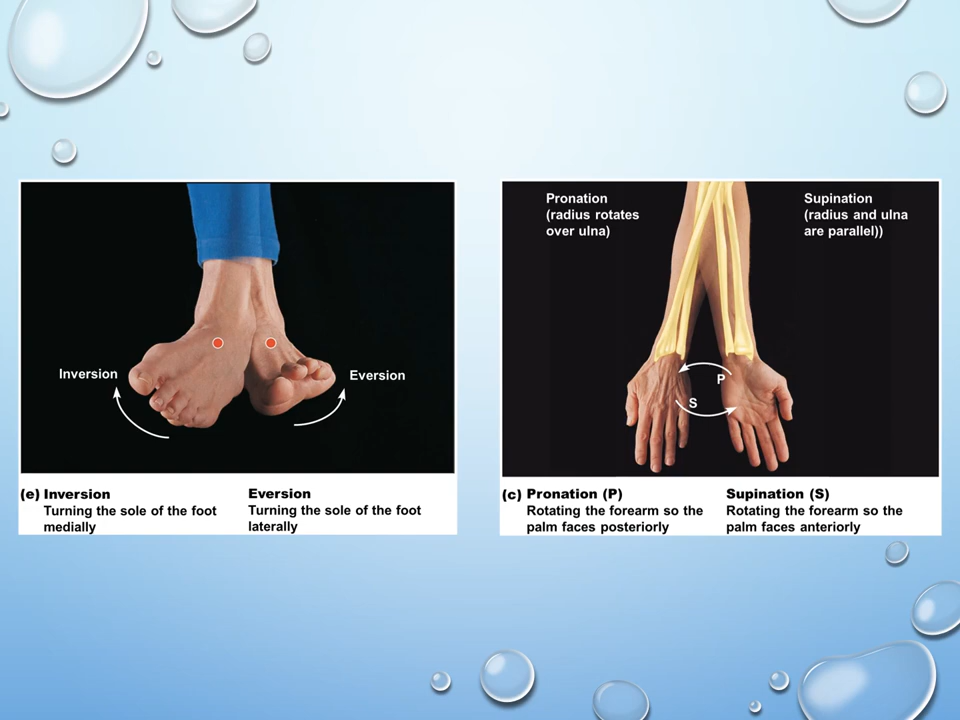 Inversion
Eversion
(e) Inversion
Turning the sole of the foot
medially
Eversion
Turning the sole of the foot
laterally
Pronation
(radius rotates
over ulna)
Supination
(radius and ulna
are parallel))
P
S
(c) Pronation (P)
Rotating the forearm so the
palm faces posteriorly
Supination (S)
Rotating the forearm so the
palm faces anteriorly